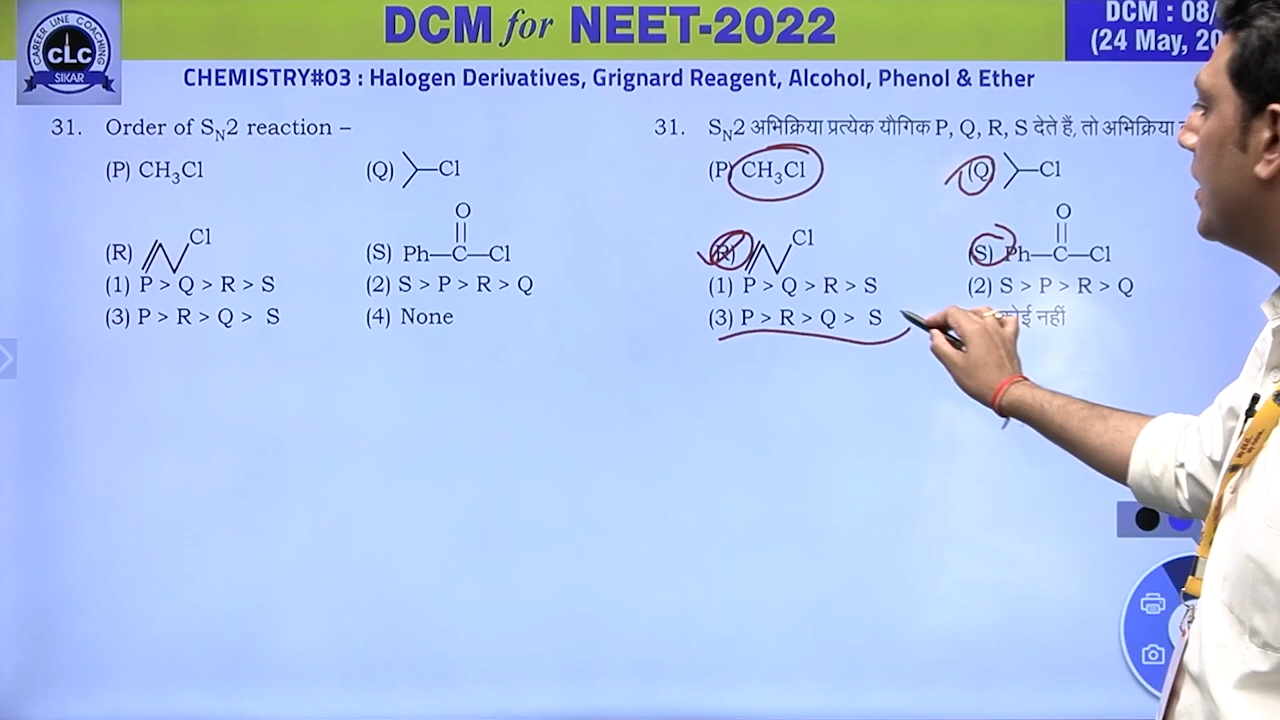 CAREER LINE COACHING
CLC
SIKAR
DCM for NEET-2022
DCM : 08/
(24 May, 20
CHEMISTRY#03 : Halogen Derivatives, Grignard Reagent, Alcohol, Phenol & Ether
31. Order of SN2 reaction –
(P) CH3Cl (Q) Cl
(R) Cl (S) Ph–C–Cl
O
(1) P > Q > R > S (2) S > P > R > Q
(3) P > R > Q > S (4) None
31. SN2 अभिक्रिया प्रत्येक यौगिक P, Q, R, S देते हैं, तो अभिक्रिया
(P) CH3Cl (Q) Cl
(R) Cl (S) Ph–C–Cl
O
(1) P > Q > R > S (2) S > P > R > Q
(3) P > R > Q > S कोई नहीं